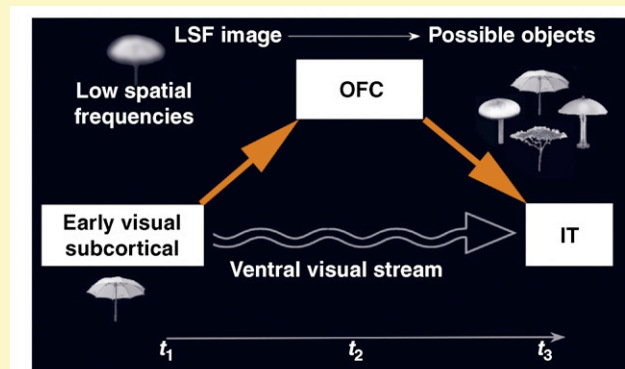 LSF image
Possible objects
Low spatial
frequencies
OFC
Early visual
subcortical
IT
Ventral visual stream
t1
t2
t3